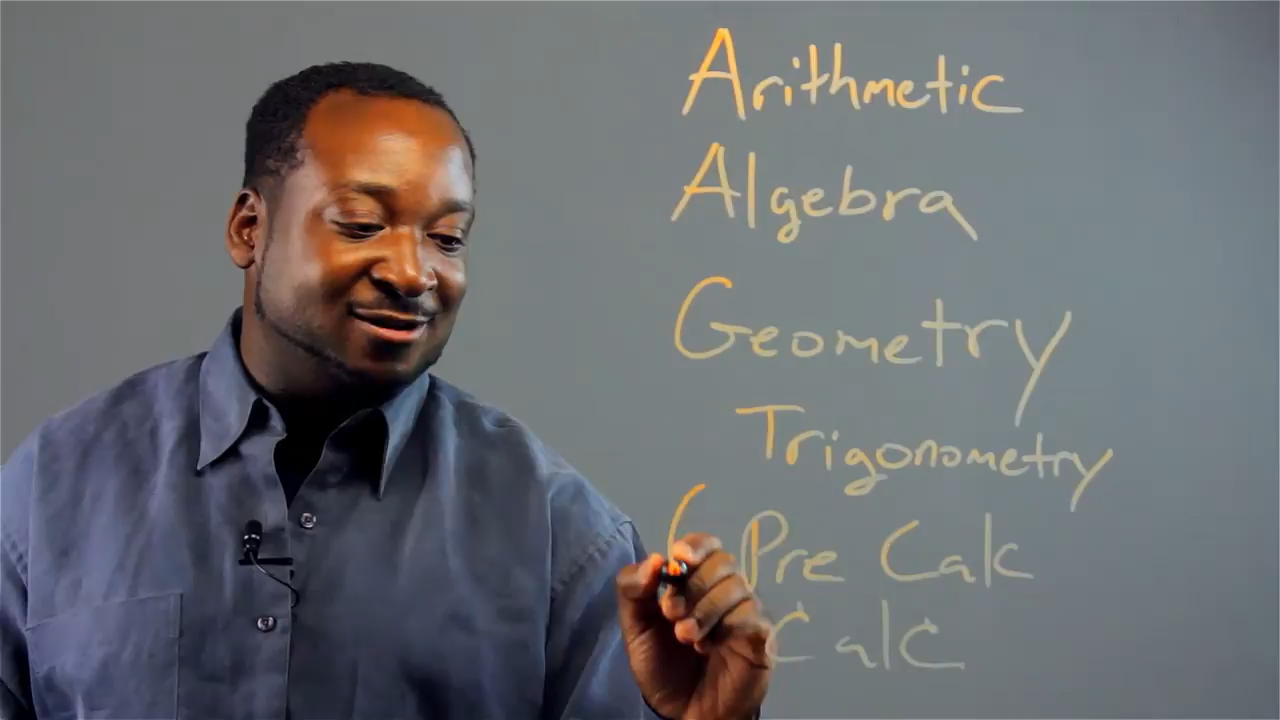 Arithmetic
Algebra
Geometry
Trigonometry
Pre Calc
Calc